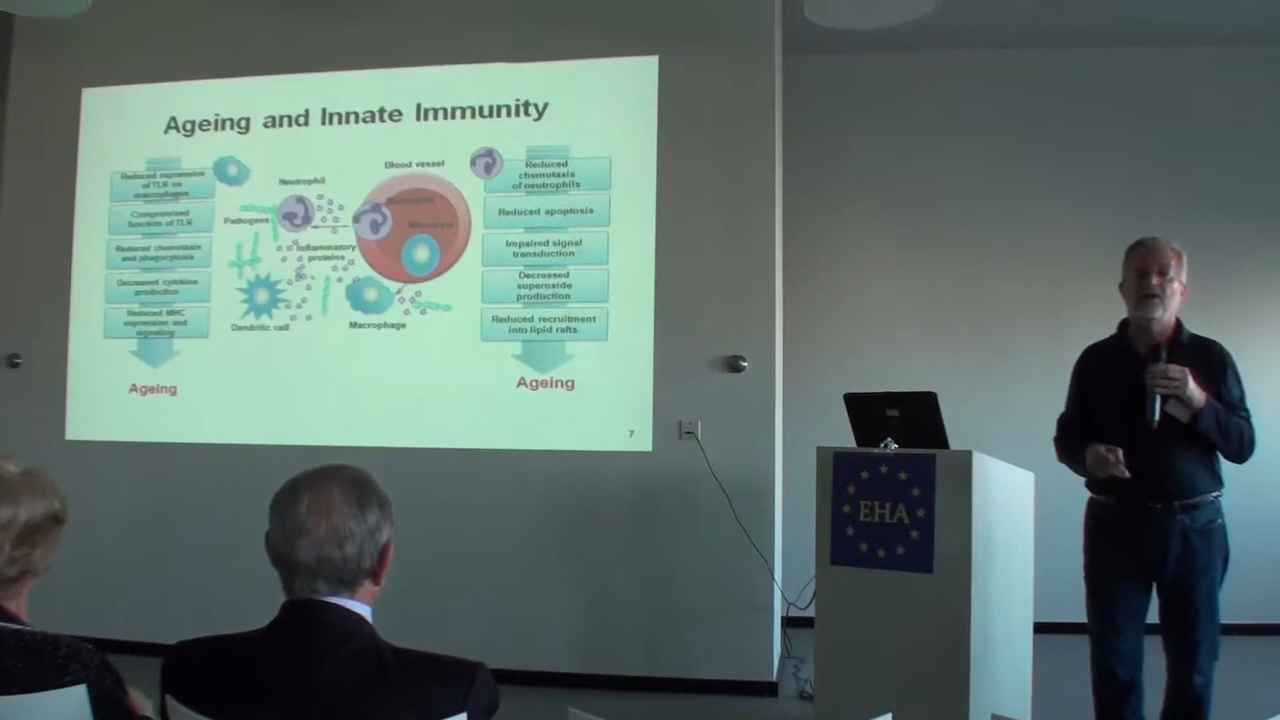 Ageing and Innate Immunity
Reduced expression
of TLR on
macrophages
Compromised
function of TLR
Reduced chemotaxis
and phagocytosis
Decreased cytokine
production
Reduced MHC
expression and
signaling
Ageing
Neutrophil
Pathogens
Inflammatory
proteins
Dendritic cell
Blood vessel
Monocyte
Macrophage
Reduced
chemotaxis
of neutrophils
Reduced apoptosis
Impaired signal
transduction
Decreased
superoxide
production
Reduced recruitment
into lipid rafts
Ageing
7
EHA